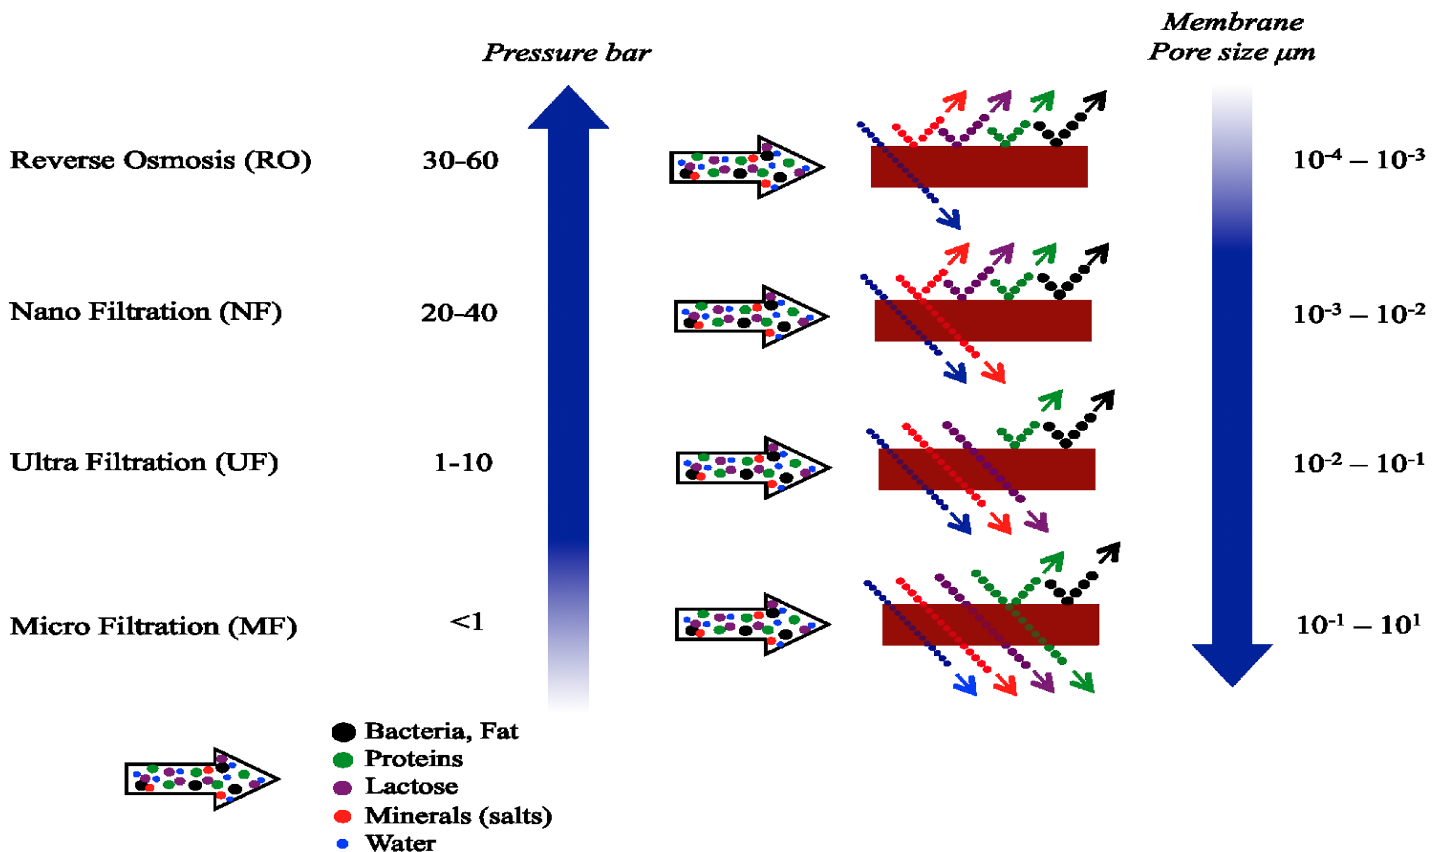 Pressure bar
Membrane
Pore size μm
Reverse Osmosis (RO)
30-60
10⁻⁴ – 10⁻³
Nano Filtration (NF)
20-40
10⁻³ – 10⁻²
Ultra Filtration (UF)
1-10
10⁻² – 10⁻¹
Micro Filtration (MF)
<1
10⁻¹ – 10¹
Bacteria, Fat
Proteins
Lactose
Minerals (salts)
Water